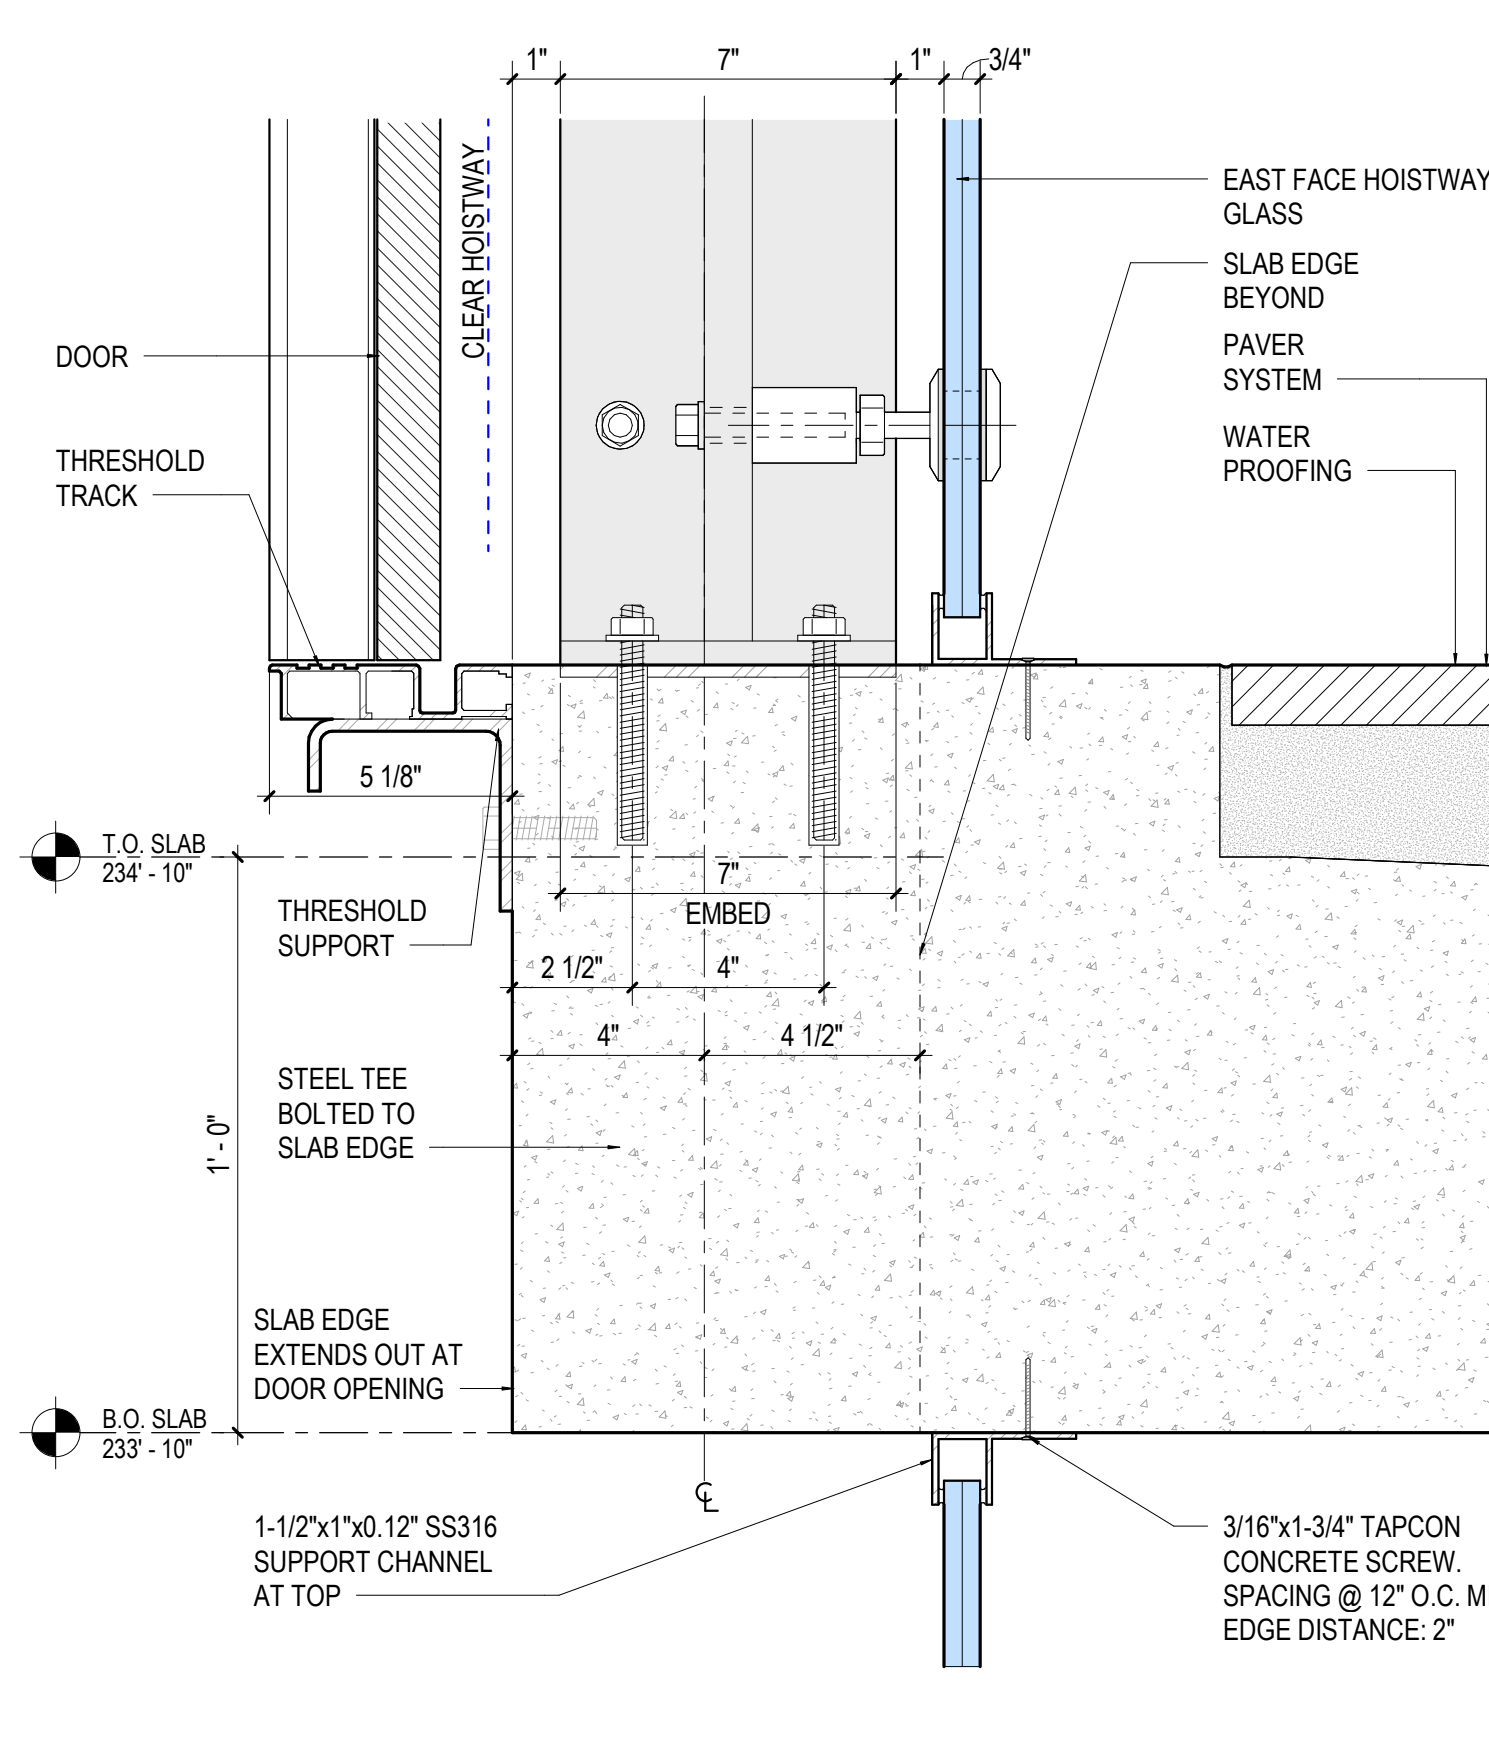 1"
7"
1"
3/4"
CLEAR HOISTWAY
EAST FACE HOISTWAY
GLASS
SLAB EDGE
BEYOND
PAVER
SYSTEM
WATER
PROOFING
DOOR
THRESHOLD
TRACK
5 1/8"
T.O. SLAB
234' - 10"
7"
EMBED
THRESHOLD
SUPPORT
2 1/2"
4"
4"
4 1/2"
STEEL TEE
BOLTED TO
SLAB EDGE
1' - 0"
SLAB EDGE
EXTENDS OUT AT
DOOR OPENING
B.O. SLAB
233' - 10"
℄
1-1/2"x1"x0.12" SS316
SUPPORT CHANNEL
AT TOP
3/16"x1-3/4" TAPCON
CONCRETE SCREW.
SPACING @ 12" O.C.
EDGE DISTANCE: 2"